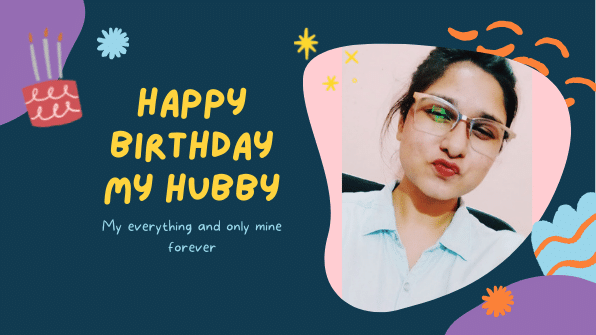 HAPPY
BIRTHDAY
MY HUBBY
My everything and only mine
forever